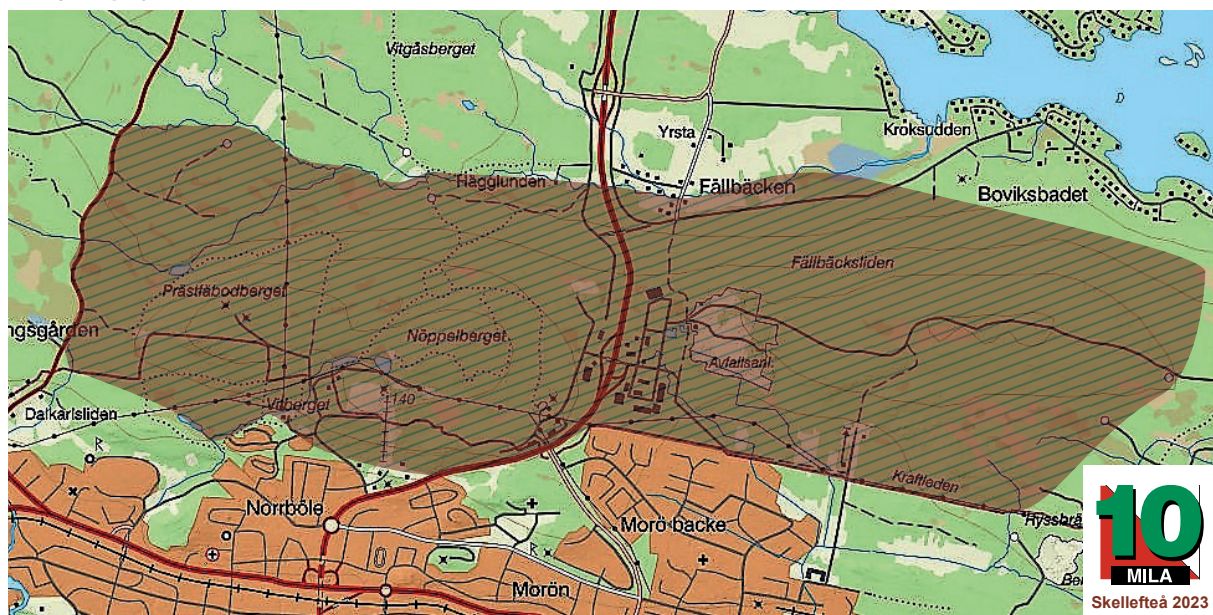 Vitgåsberget
Yrsta
Kroksudden
Hägglunden
Fällbäcken
Boviksbadet
Fällbäcksliden
Prästfäbodberget
ngsgården
Nöppelberget
Avfallsanl.
140
Dalkarlsliden
Vitberget
Kraftleden
R
Norrböle
Morö backe
R
Morön
10
MILA
Skellefteå 2023